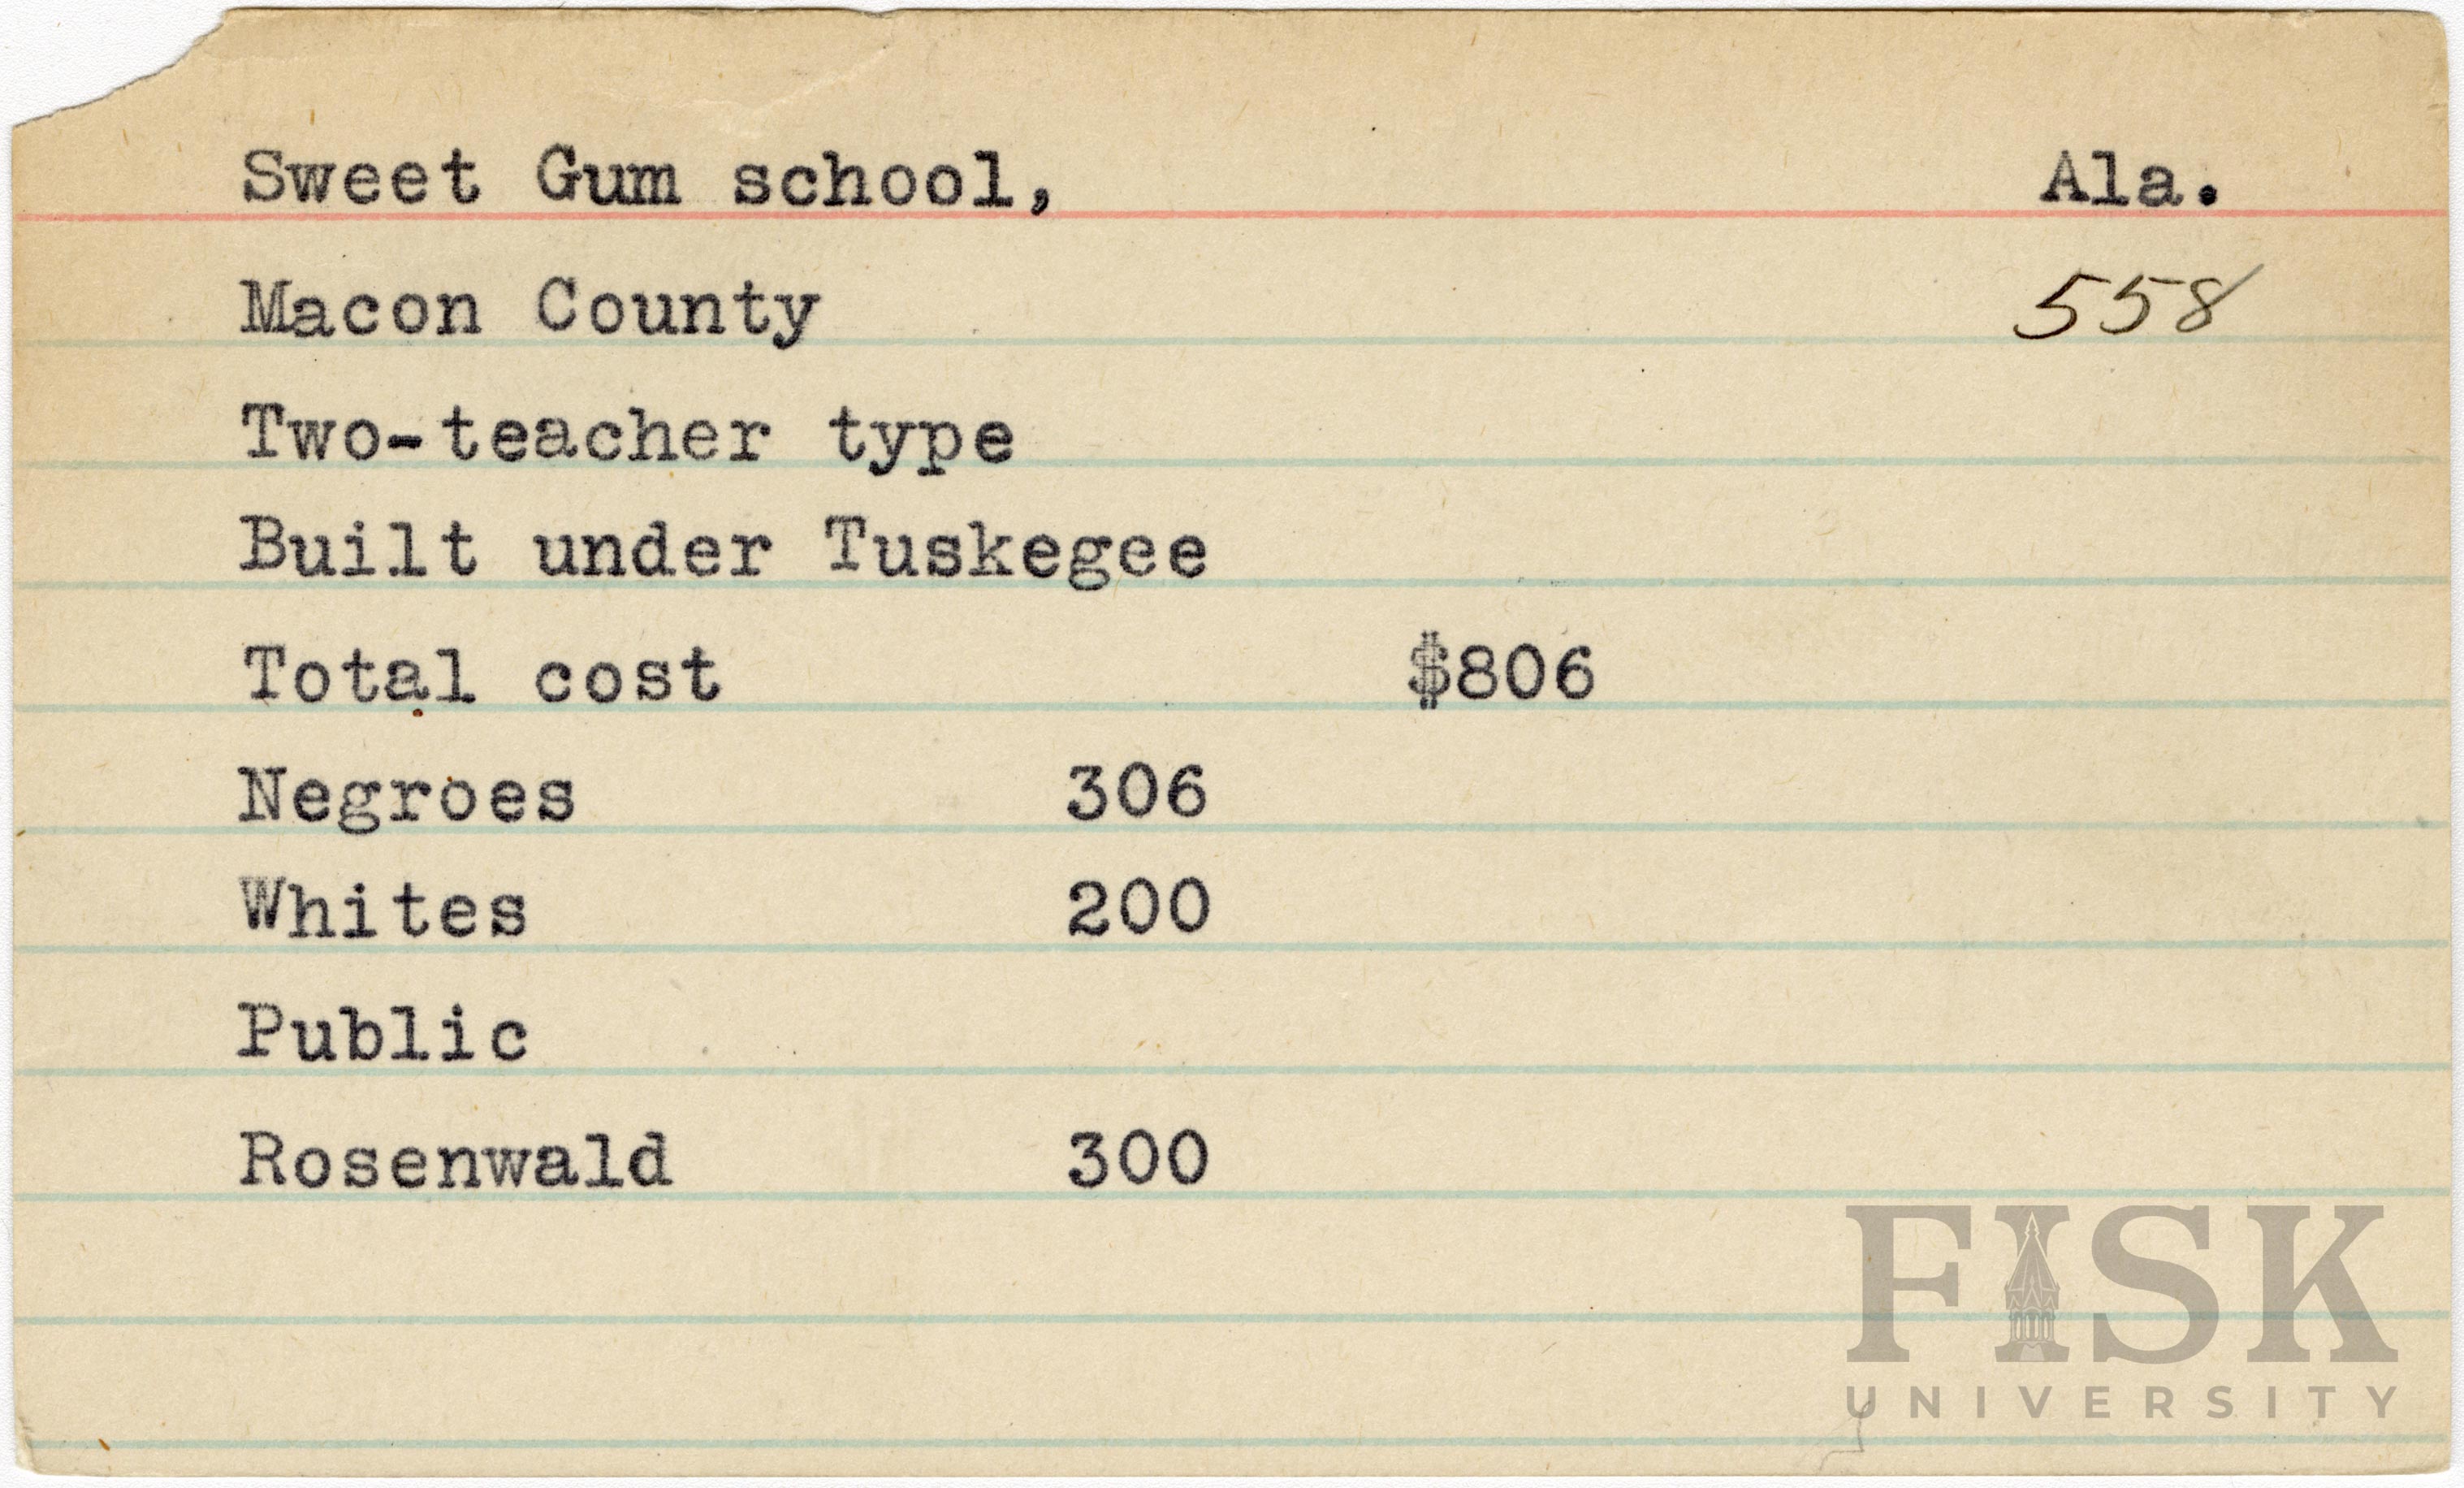 Sweet Gum school, Ala.
Macon County 558
Two-teacher type
Built under Tuskegee
Total cost $806
Negroes 306
Whites 200
Public
Rosenwald 300
FISK
UNIVERSITY